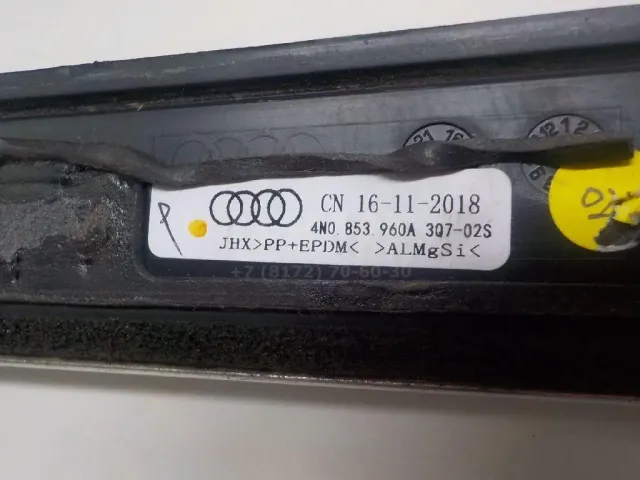 CN 16-11-2018
4N0.853.960A 3Q7-02S
JHX>PP+EPDM< >ALMgSi<
+7 (8172) 70-60-30